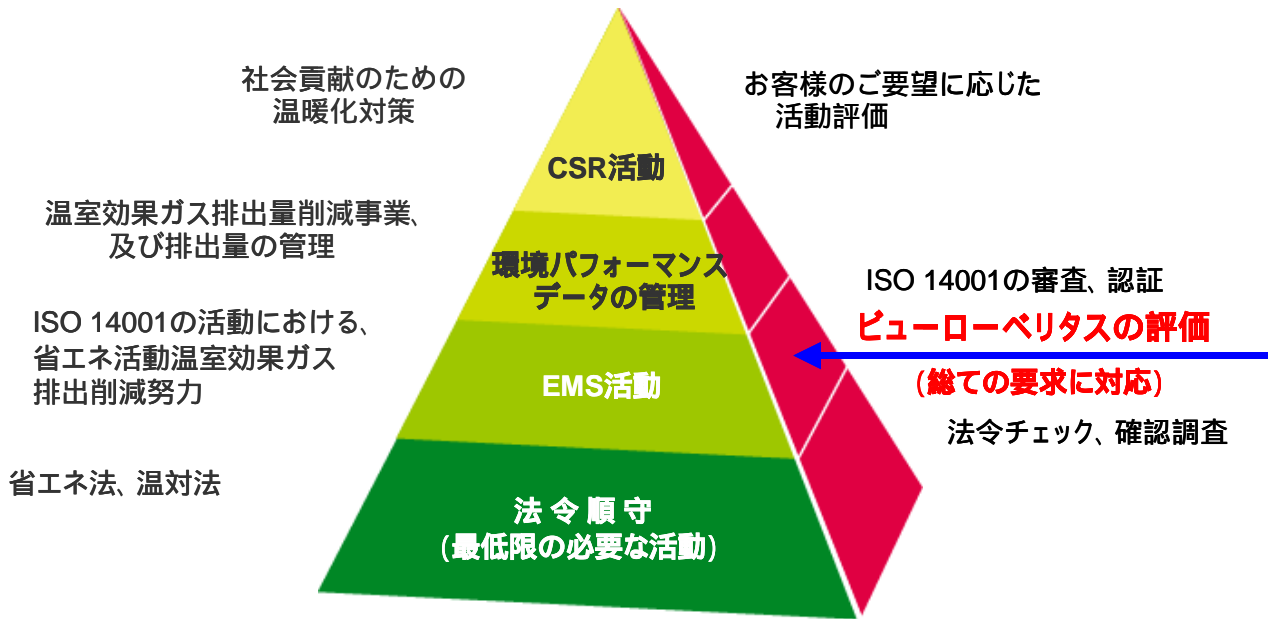 社会貢献のための
温暖化対策
お客様のご要望に応じた
活動評価
CSR活動
温室効果ガス排出量削減事業、
及び排出量の管理
環境パフォーマンス
データの管理
ISO 14001の審査、認証
ビューローベリタスの評価
(総ての要求に対応)
ISO 14001の活動における、
省エネ活動温室効果ガス
排出削減努力
EMS活動
法令チェック、確認調査
省エネ法、温対法
法 令 順 守
(最低限の必要な活動)